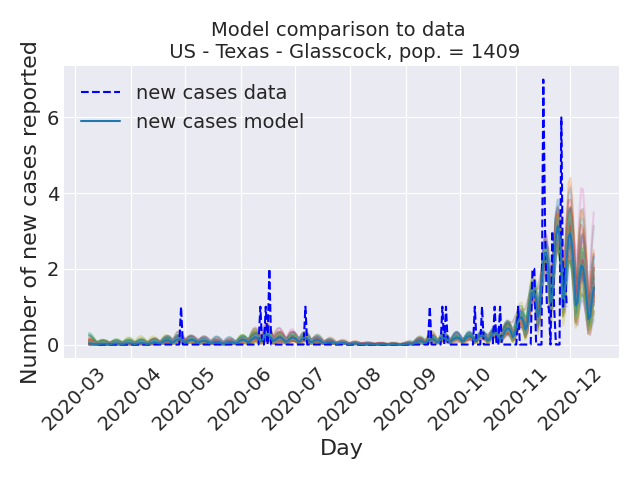 Model comparison to data
US - Texas - Glasscock, pop. = 1409
Number of new cases reported
new cases data
new cases model
6
4
2
0
2020-03
2020-04
2020-05
2020-06
2020-07
2020-08
2020-09
2020-10
2020-11
2020-12
Day